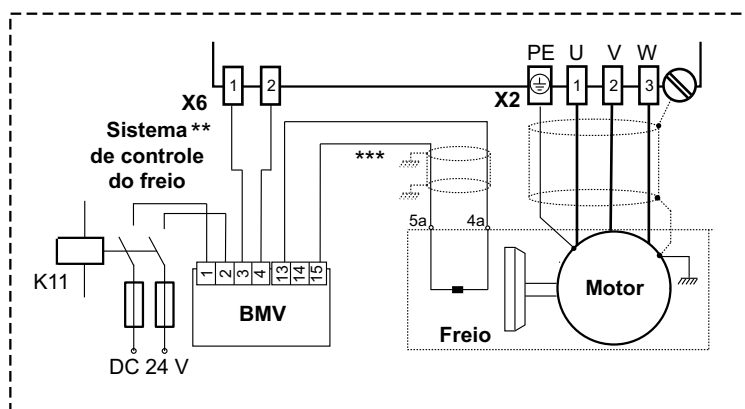 PE U V W
1 2 1 2 3
X6 X2
Sistema **
de controle
do freio
***
5a 4a
K11
1 2 3 4 13 14 15
BMV
Motor
Freio
DC 24 V